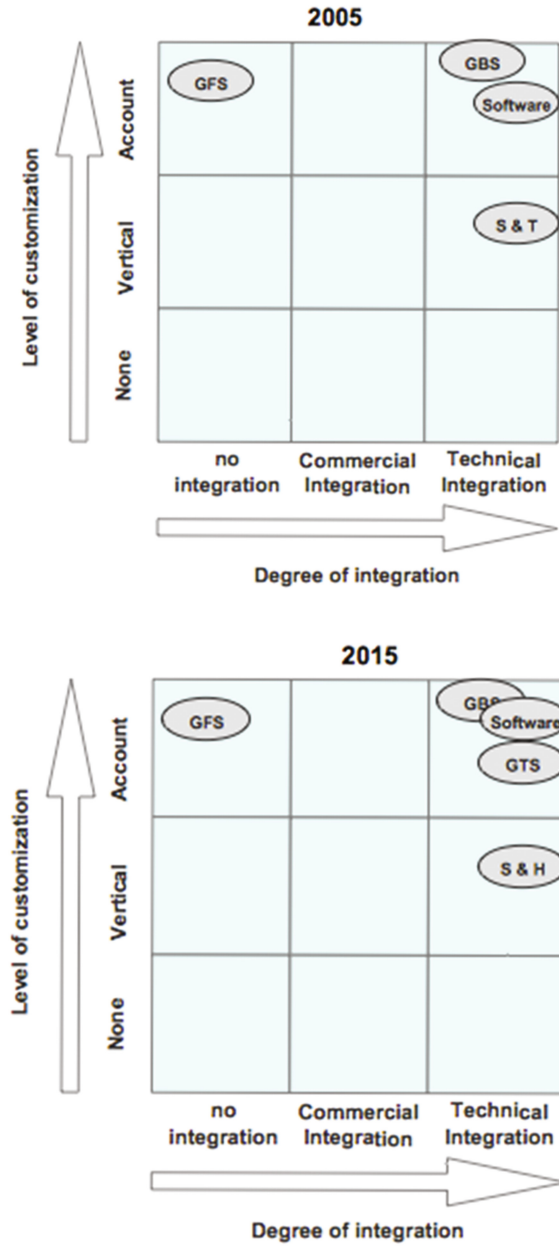 2005
GBS
GFS
Software
Account
S & T
Vertical
Level of customization
None
no
integration
Commercial
Integration
Technical
Integration
Degree of integration
2015
GBS
GFS
Software
GTS
Account
S & H
Vertical
Level of customization
None
no
integration
Commercial
Integration
Technical
Integration
Degree of integration